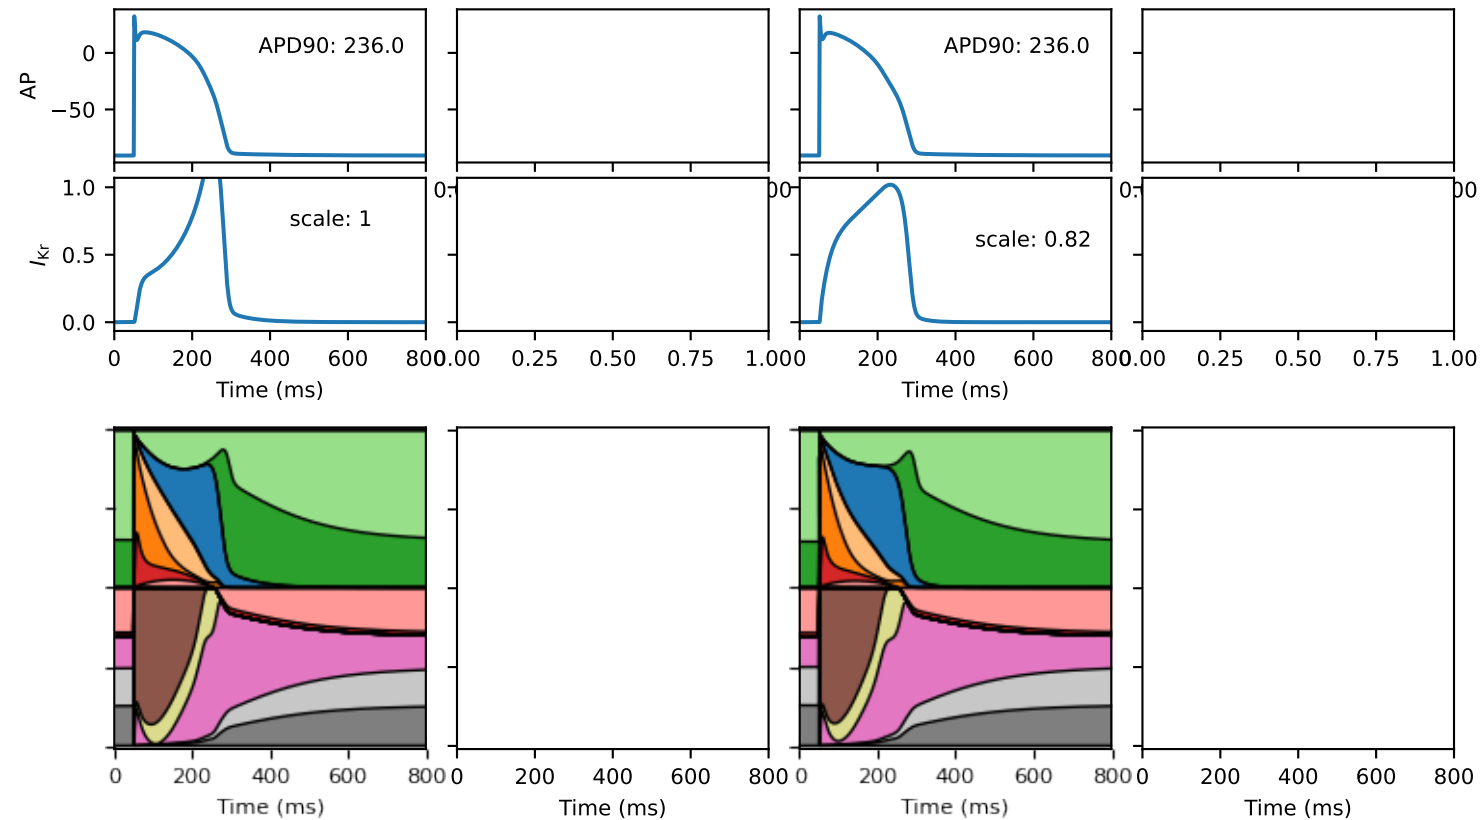 AP
0
−50
APD90: 236.0
APD90: 236.0
I_Kr
1.0
0.5
0.0
scale: 1
scale: 0.82
0.
00
0.
00
0 200 400 600 800 0.00 0.25 0.50 0.75 1.00 0 200 400 600 800 0.00 0.25 0.50 0.75 1.00
Time (ms)
Time (ms)
0 200 400 600 800 0 200 400 600 800 0 200 400 600 800 0 200 400 600 800
Time (ms) Time (ms) Time (ms) Time (ms)